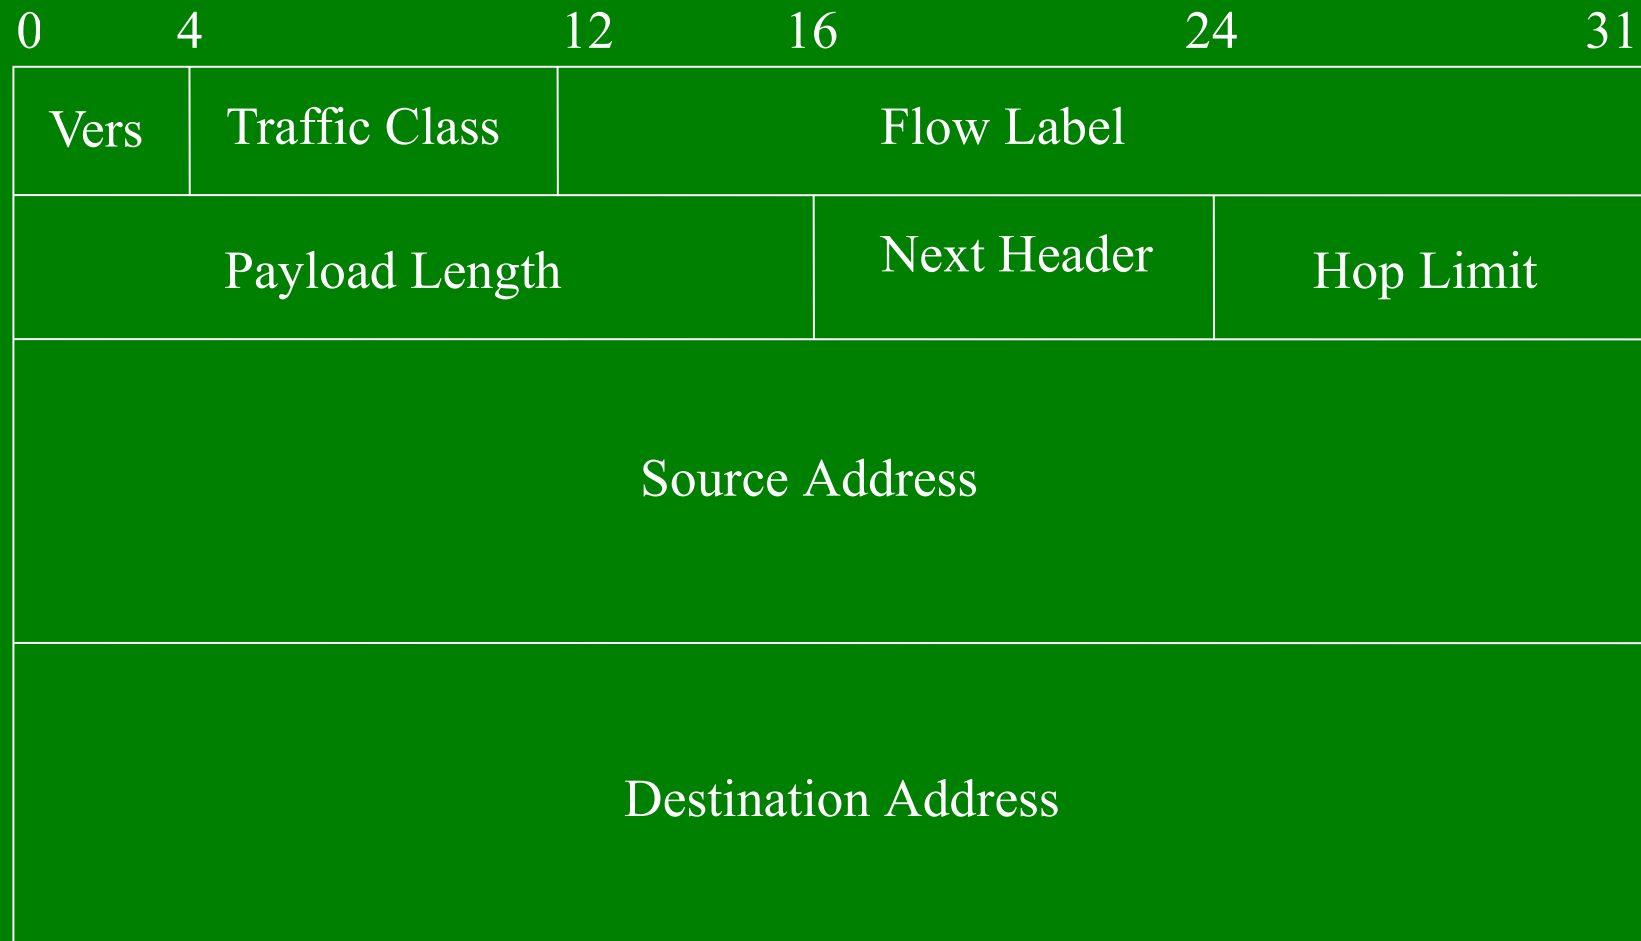 0 4 12 16 24 31
Vers Traffic Class Flow Label
Payload Length Next Header Hop Limit
Source Address
Destination Address